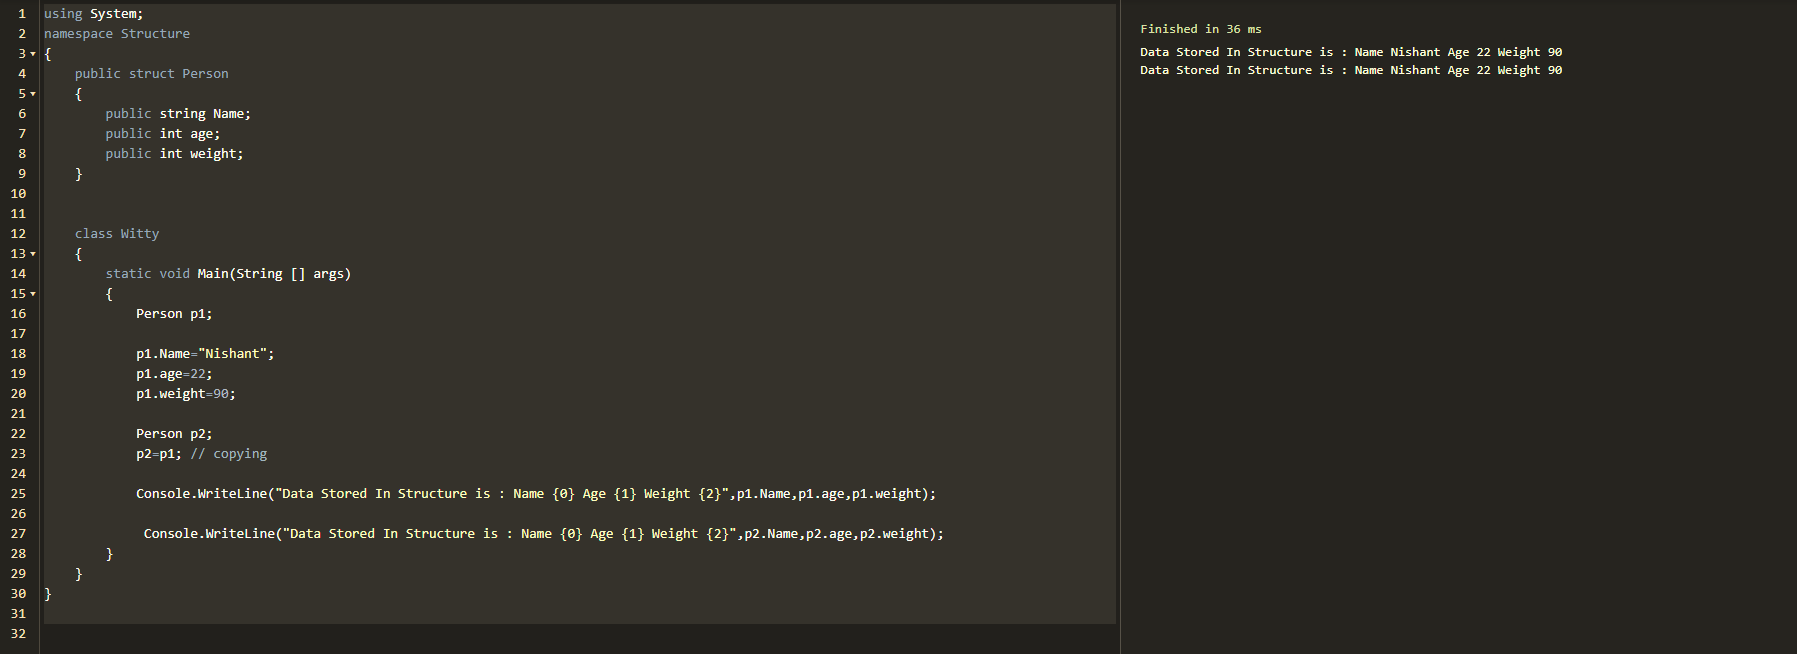 1 using System;
2 namespace Structure
3 {
4     public struct Person
5     {
6         public string Name;
7         public int age;
8         public int weight;
9     }
10
11
12     class Witty
13     {
14         static void Main(String [] args)
15         {
16             Person p1;
17
18             p1.Name="Nishant";
19             p1.age=22;
20             p1.weight=90;
21
22             Person p2;
23             p2=p1; // copying
24
25             Console.WriteLine("Data Stored In Structure is : Name {0} Age {1} Weight {2}",p1.Name,p1.age,p1.weight);
26
27              Console.WriteLine("Data Stored In Structure is : Name {0} Age {1} Weight {2}",p2.Name,p2.age,p2.weight);
28         }
29     }
30 }
31
32
Finished in 36 ms
Data Stored In Structure is : Name Nishant Age 22 Weight 90
Data Stored In Structure is : Name Nishant Age 22 Weight 90